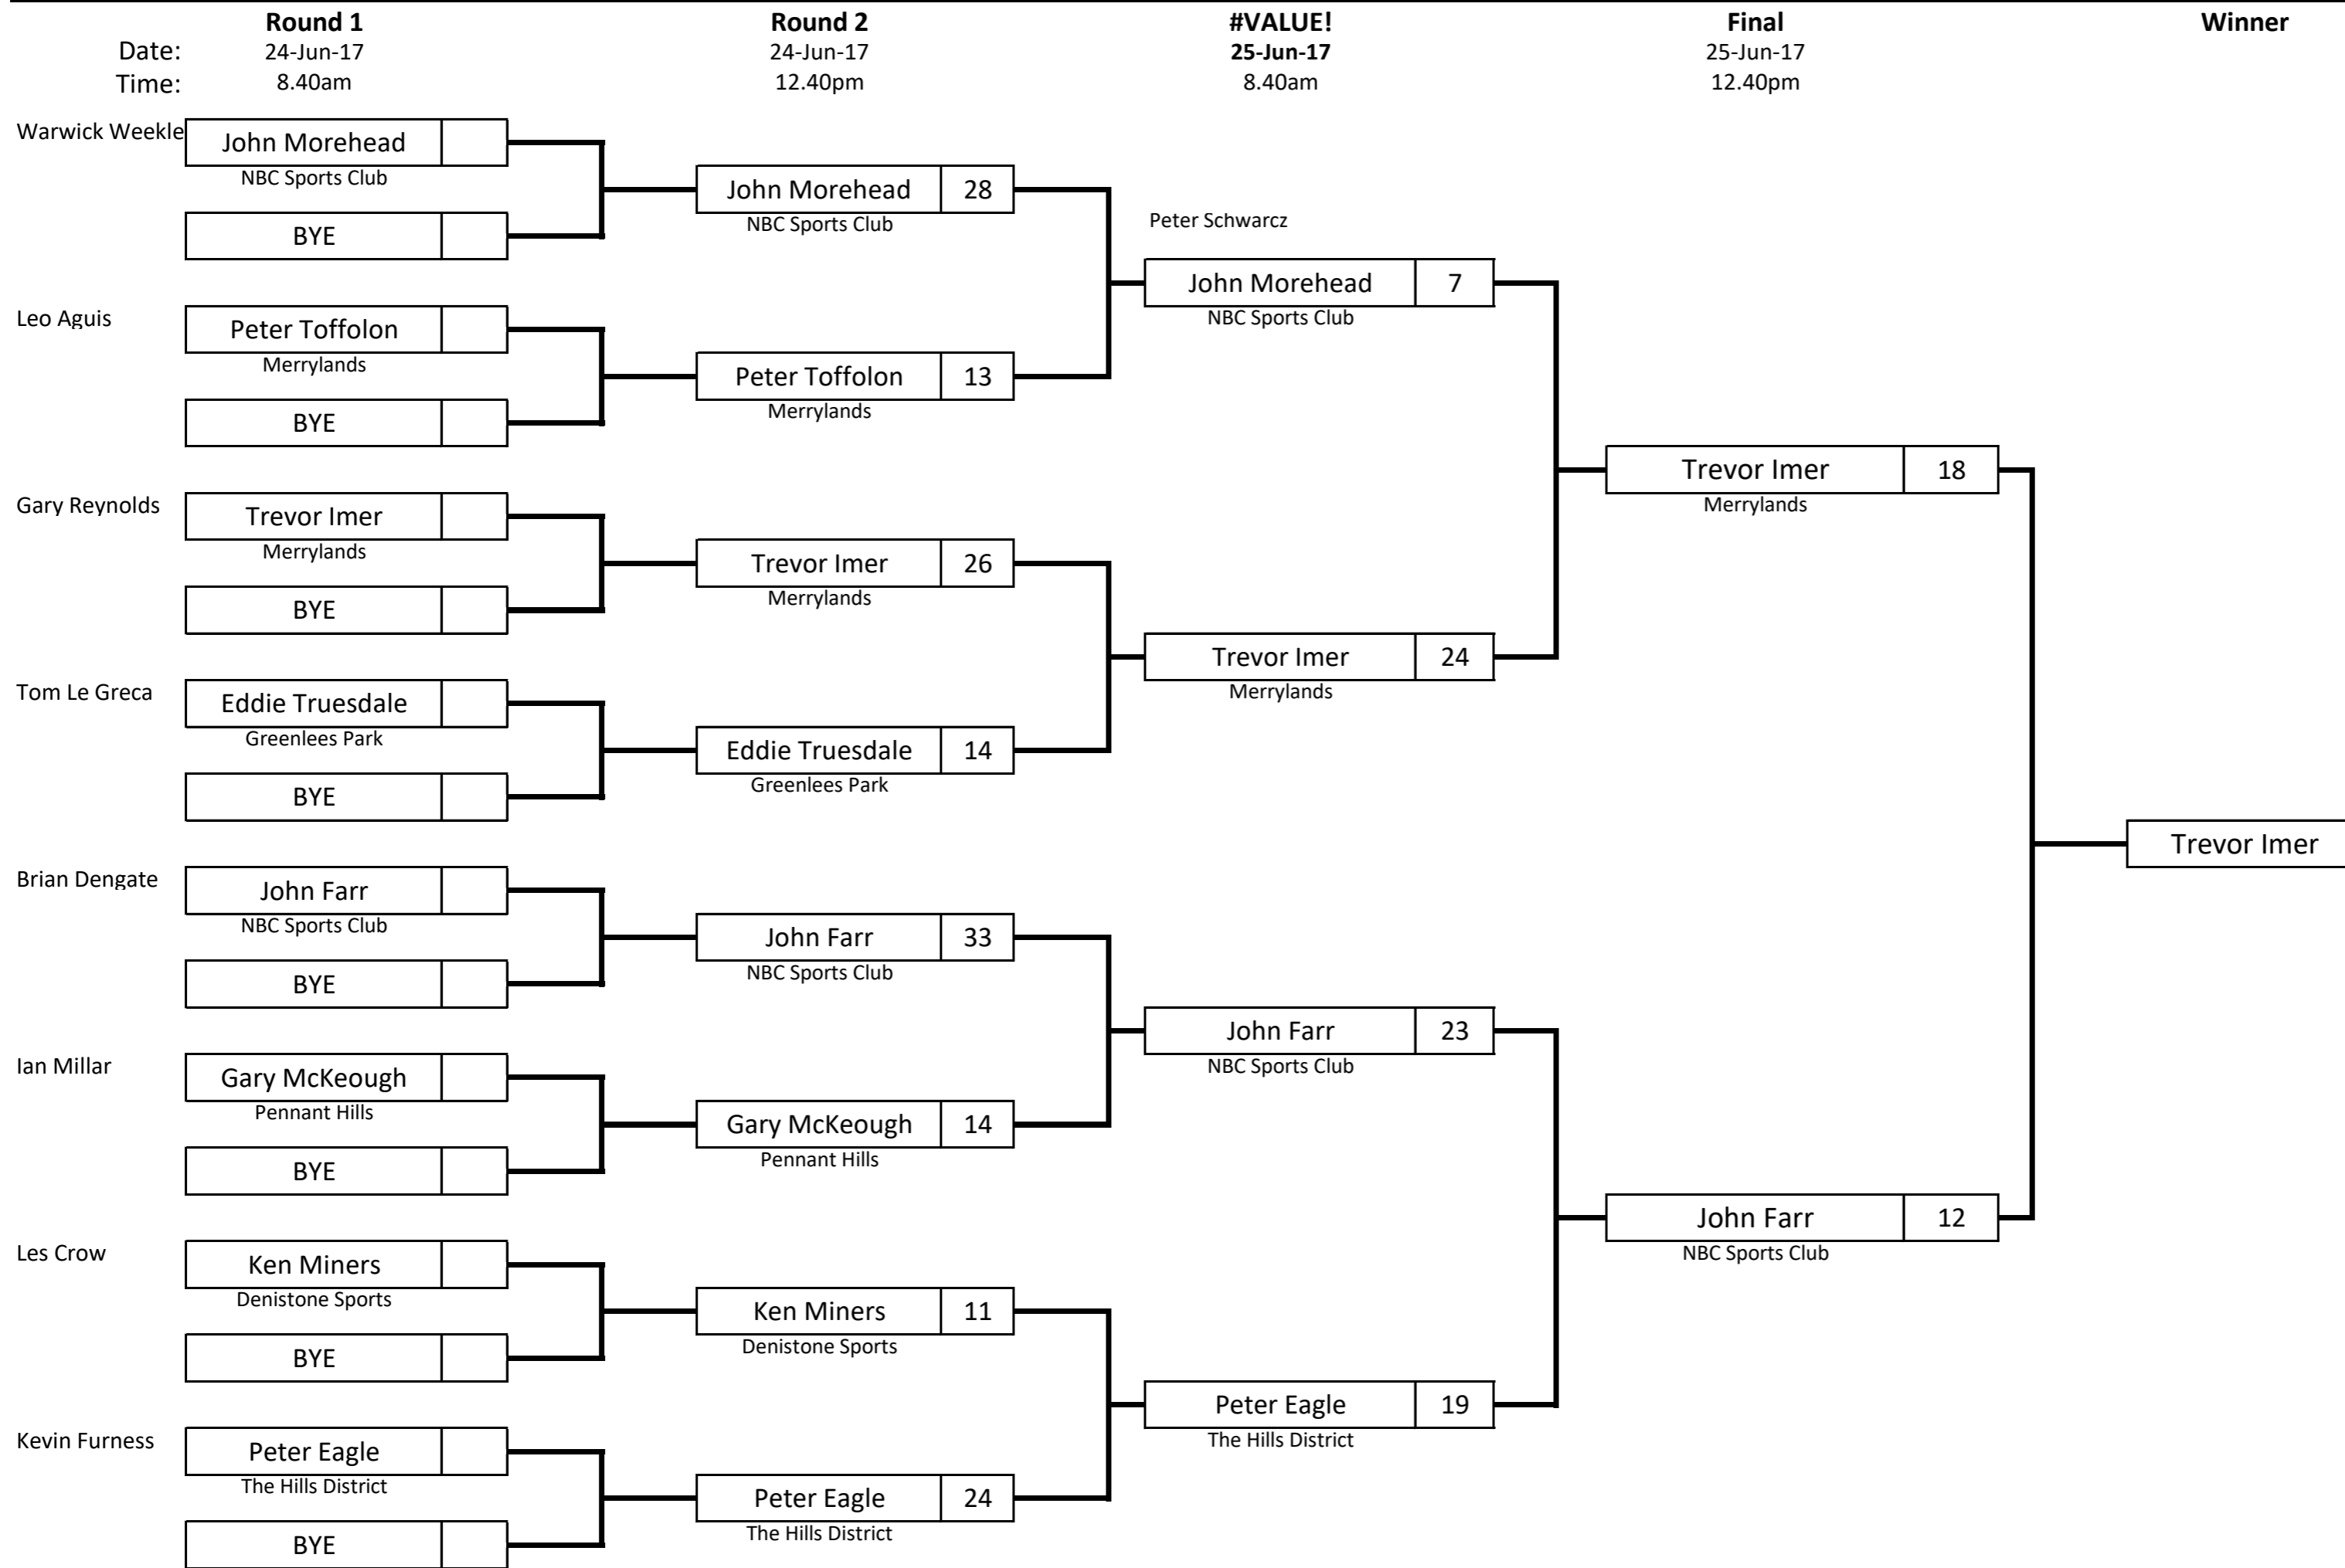 Round 1 Round 2 #VALUE! Final Winner
Date: 24-Jun-17 24-Jun-17 25-Jun-17 25-Jun-17
Time: 8.40am 12.40pm 8.40am 12.40pm
Warwick Weekle John Morehead
NBC Sports Club
John Morehead 28
NBC Sports Club
Peter Schwarcz
BYE
John Morehead 7
NBC Sports Club
Leo Aguis Peter Toffolon
Merrylands
Peter Toffolon 13
Merrylands
BYE
Trevor Imer 18
Merrylands
Gary Reynolds Trevor Imer
Merrylands
Trevor Imer 26
Merrylands
BYE
Trevor Imer 24
Merrylands
Tom Le Greca Eddie Truesdale
Greenlees Park
Eddie Truesdale 14
Greenlees Park
BYE
Trevor Imer
Brian Dengate John Farr
NBC Sports Club
John Farr 33
NBC Sports Club
BYE
John Farr 23
NBC Sports Club
Ian Millar Gary McKeough
Pennant Hills
Gary McKeough 14
Pennant Hills
BYE
John Farr 12
NBC Sports Club
Les Crow Ken Miners
Denistone Sports
Ken Miners 11
Denistone Sports
BYE
Peter Eagle 19
The Hills District
Kevin Furness Peter Eagle
The Hills District
Peter Eagle 24
The Hills District
BYE